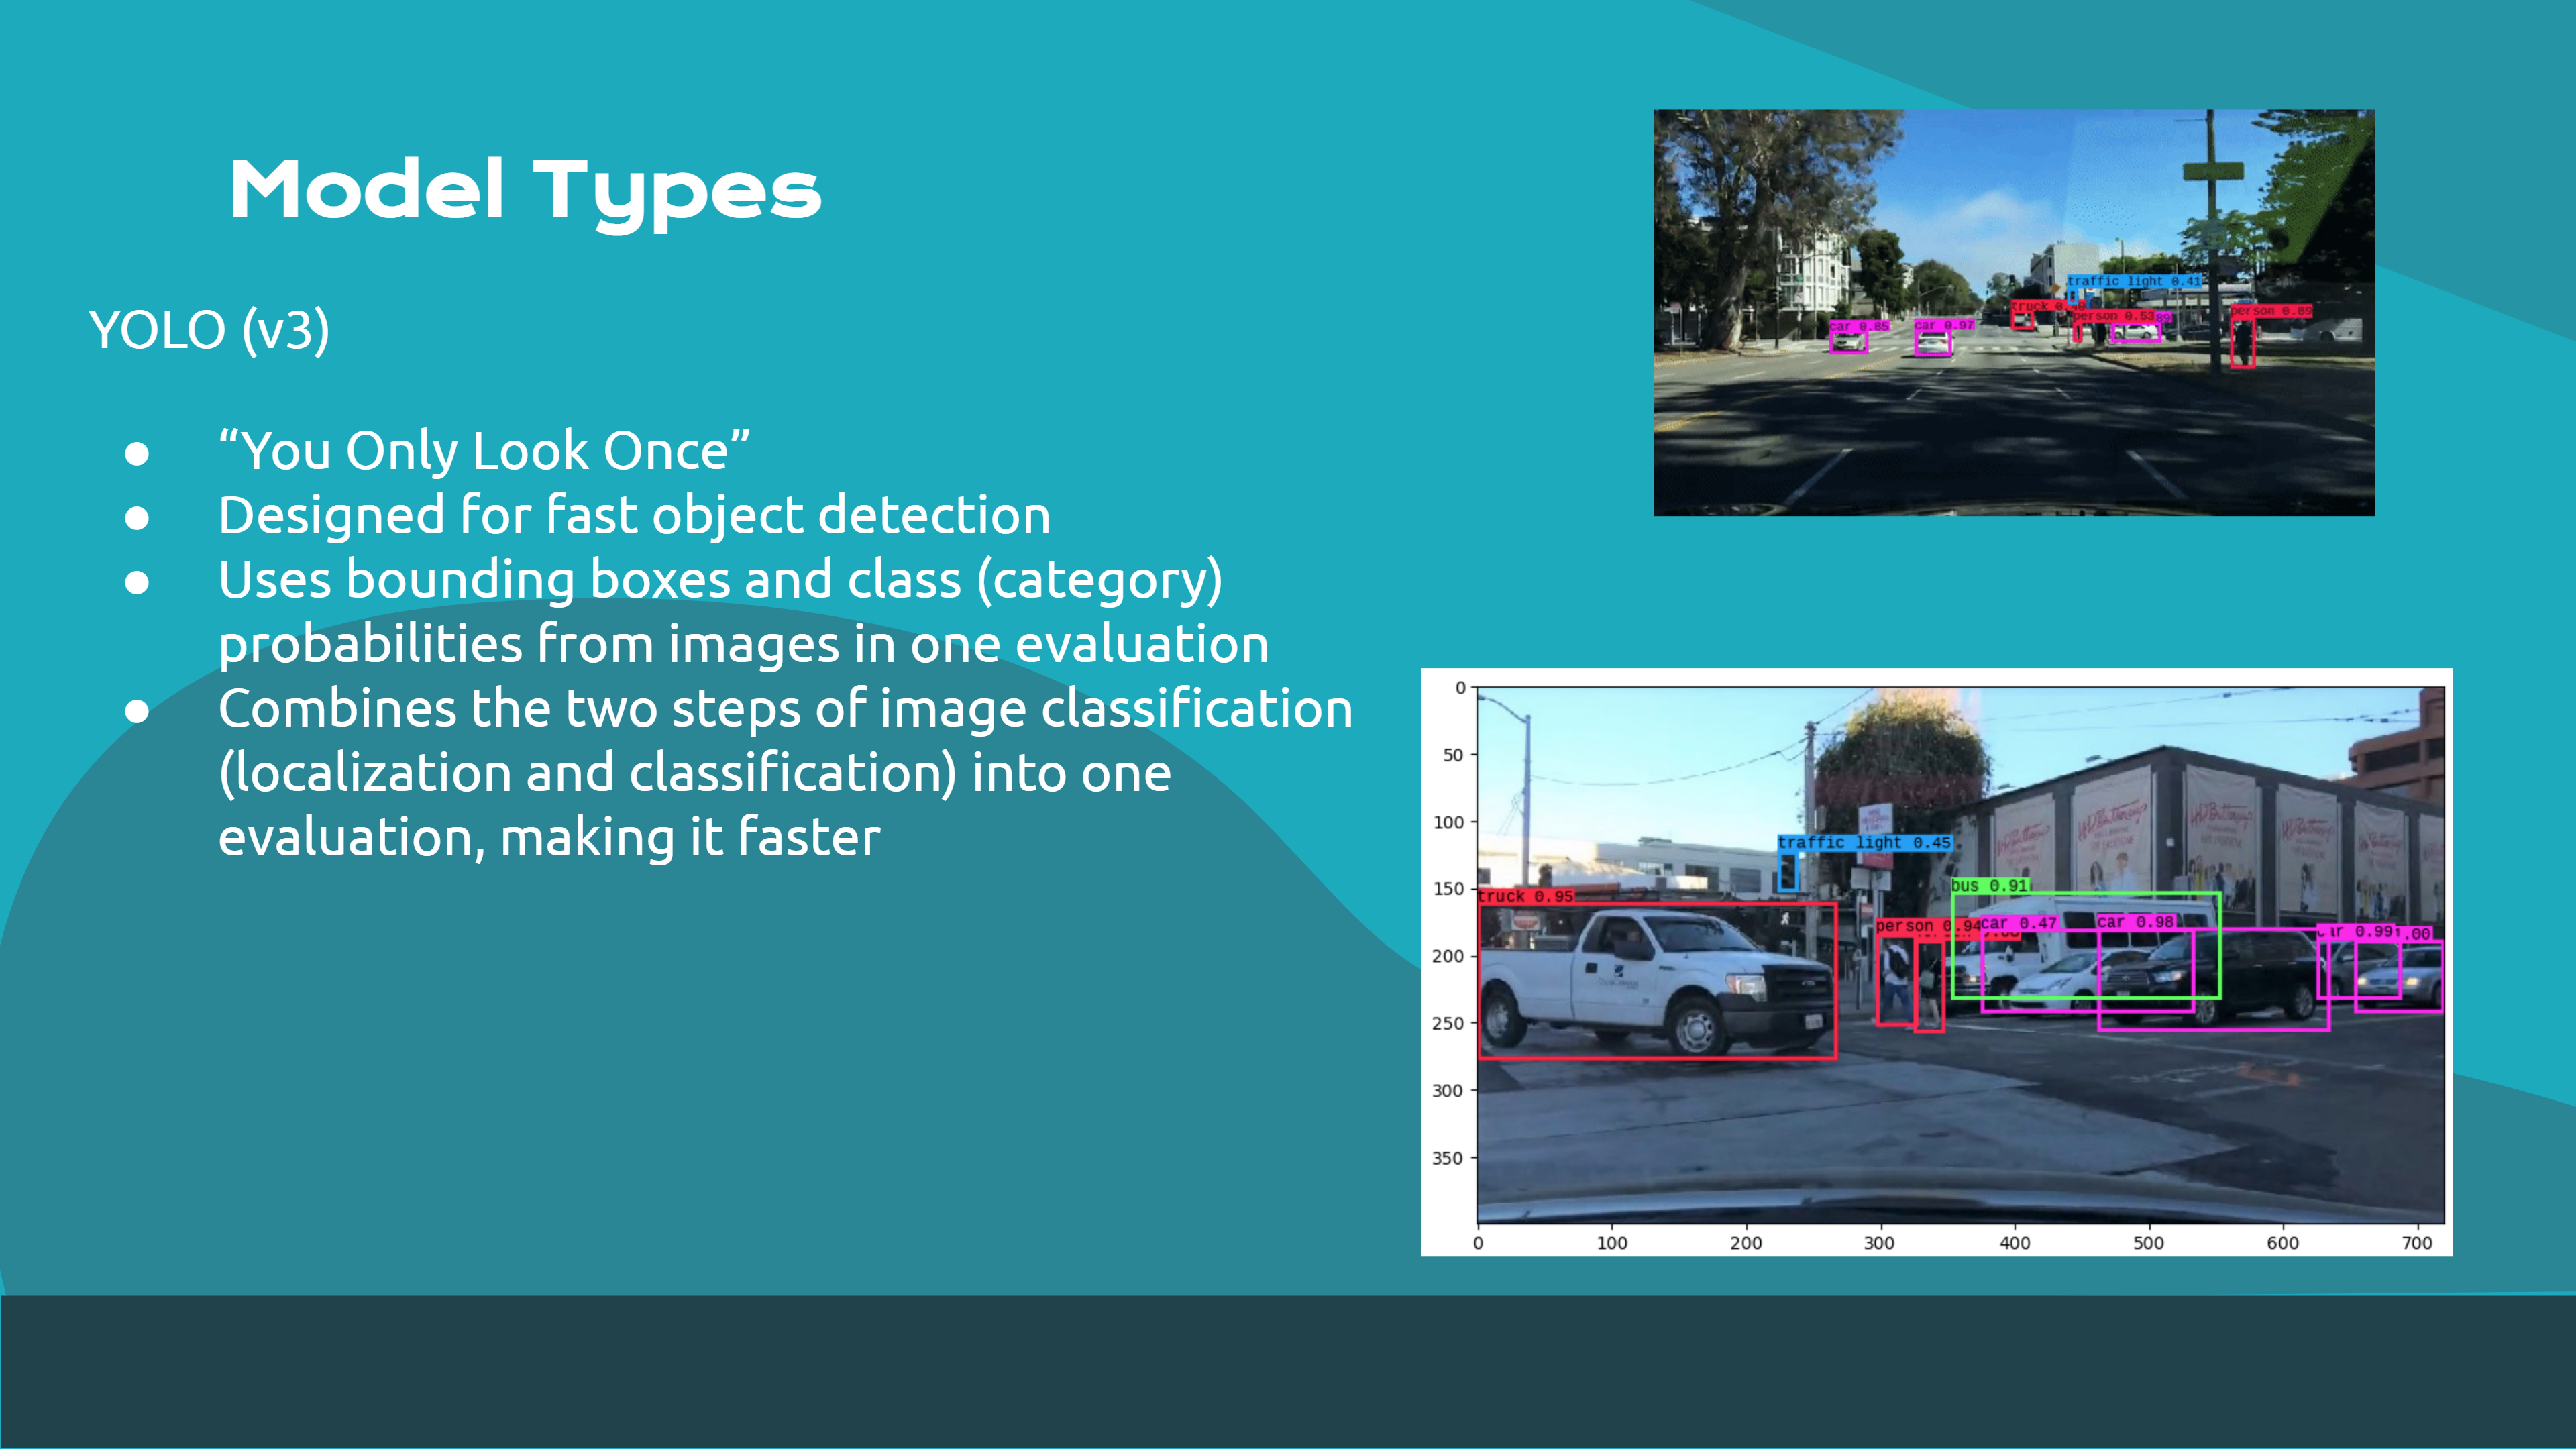 Model Types
YOLO (v3)
● “You Only Look Once”
● Designed for fast object detection
● Uses bounding boxes and class (category)
probabilities from images in one evaluation
● Combines the two steps of image classification
(localization and classification) into one
evaluation, making it faster
traffic light 0.41
truck
person 0.53
89
person 0.89
car 0.85
car 0.97
0
50
100
150
200
250
300
350
traffic light 0.45
bus 0.91
truck 0.95
person 0.94
car 0.47
car 0.98
car 0.99
1.00
0 100 200 300 400 500 600 700